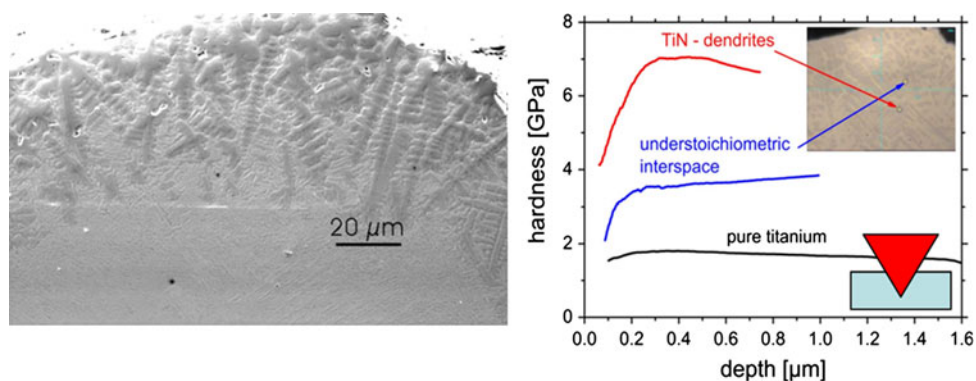 20 µm
8
6
4
2
0
hardness [GPa]
TiN - dendrites
understoichiometric
interspace
pure titanium
0.0 0.2 0.4 0.6 0.8 1.0 1.2 1.4 1.6
depth [µm]